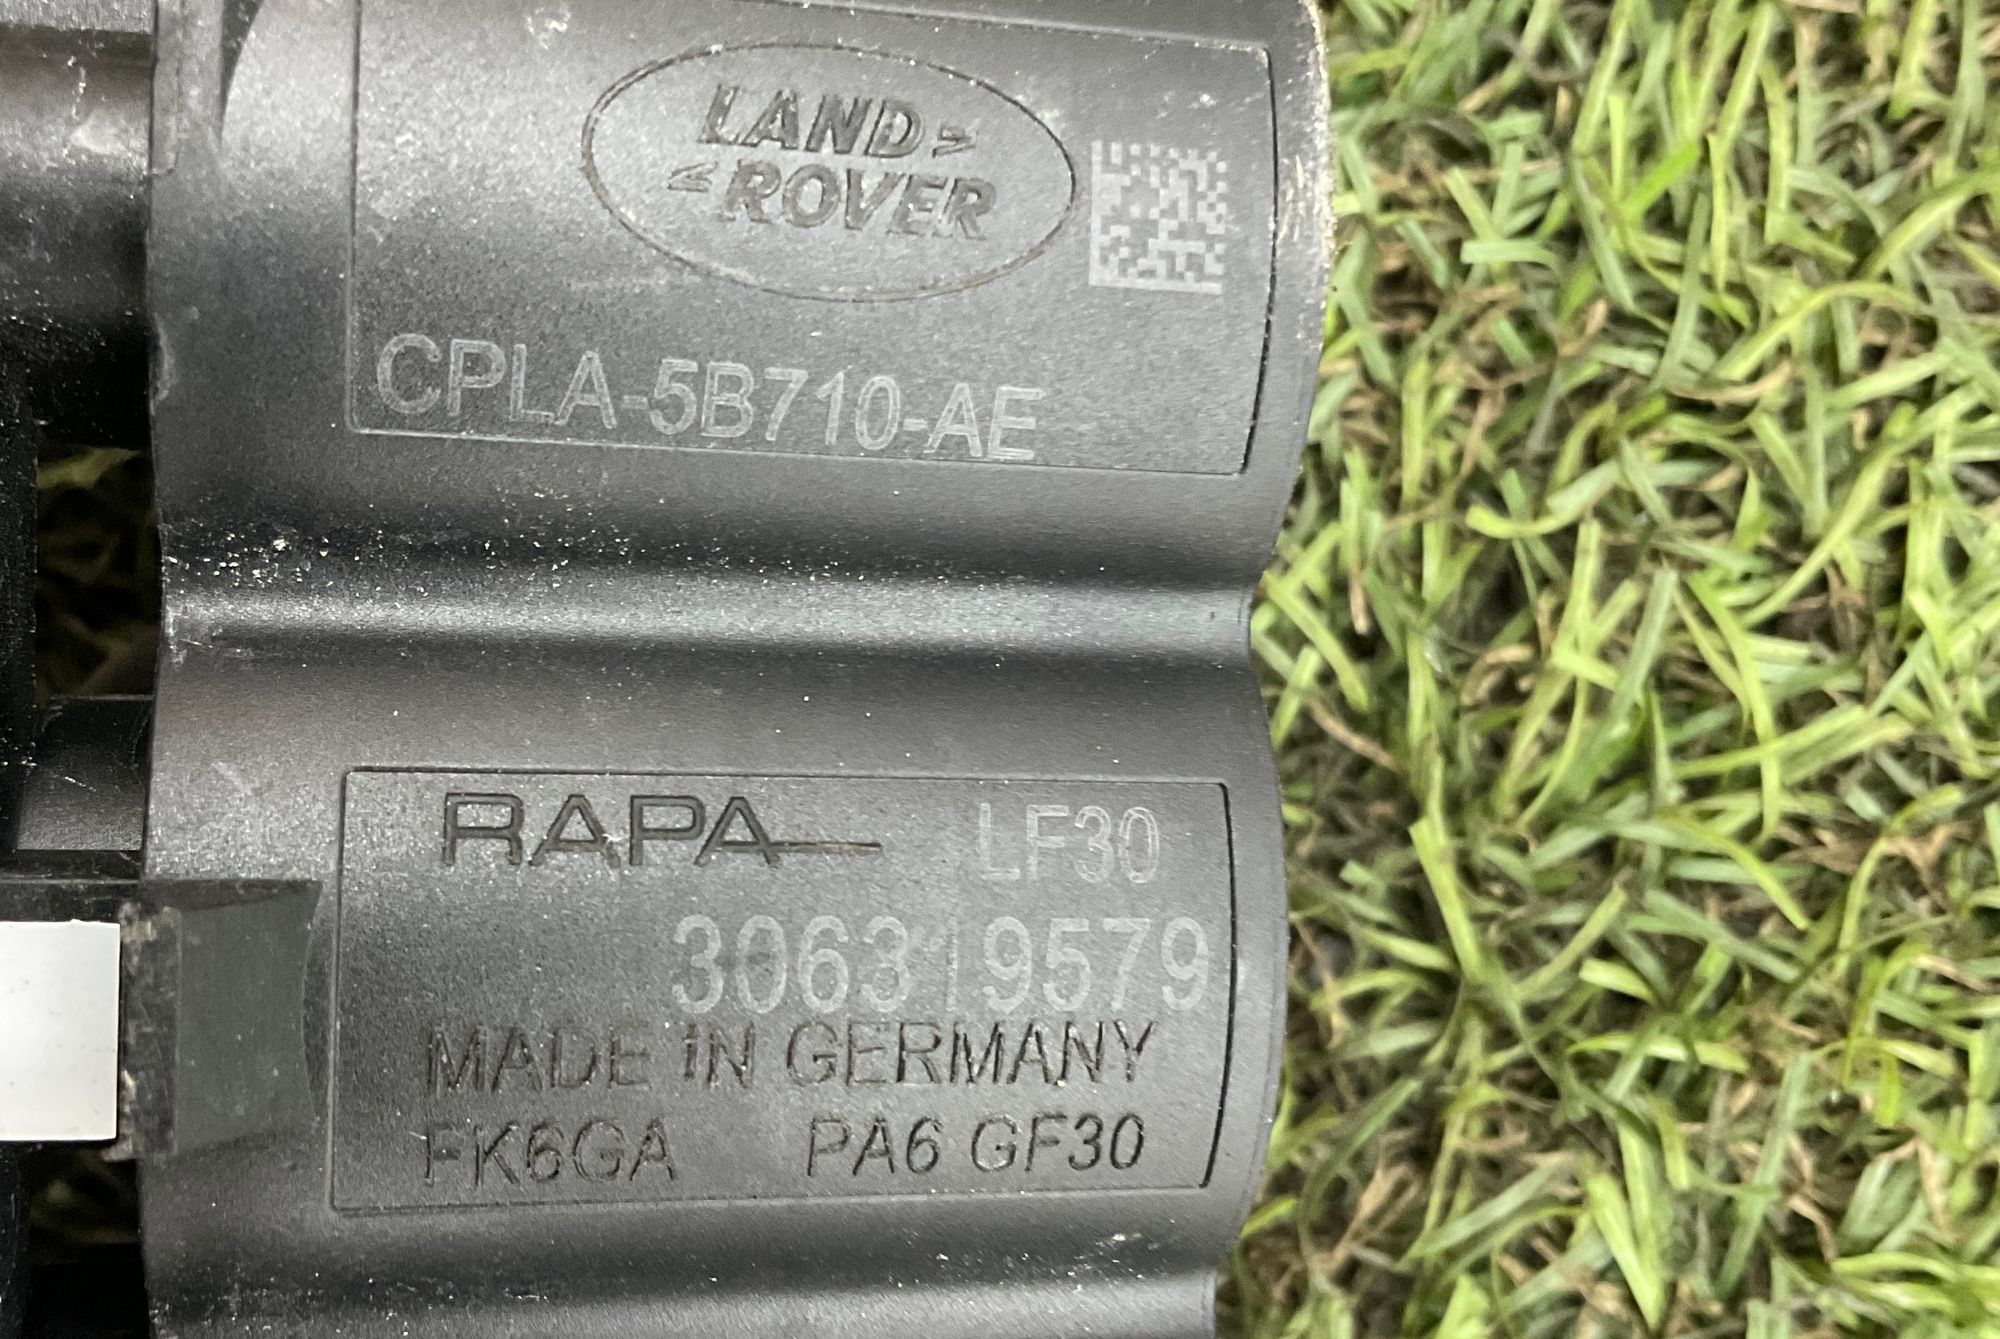 LAND
ROVER
CPLA-5B710-AE
RAPA LF30
306319579
MADE IN GERMANY
FK6GA PA6 GF30